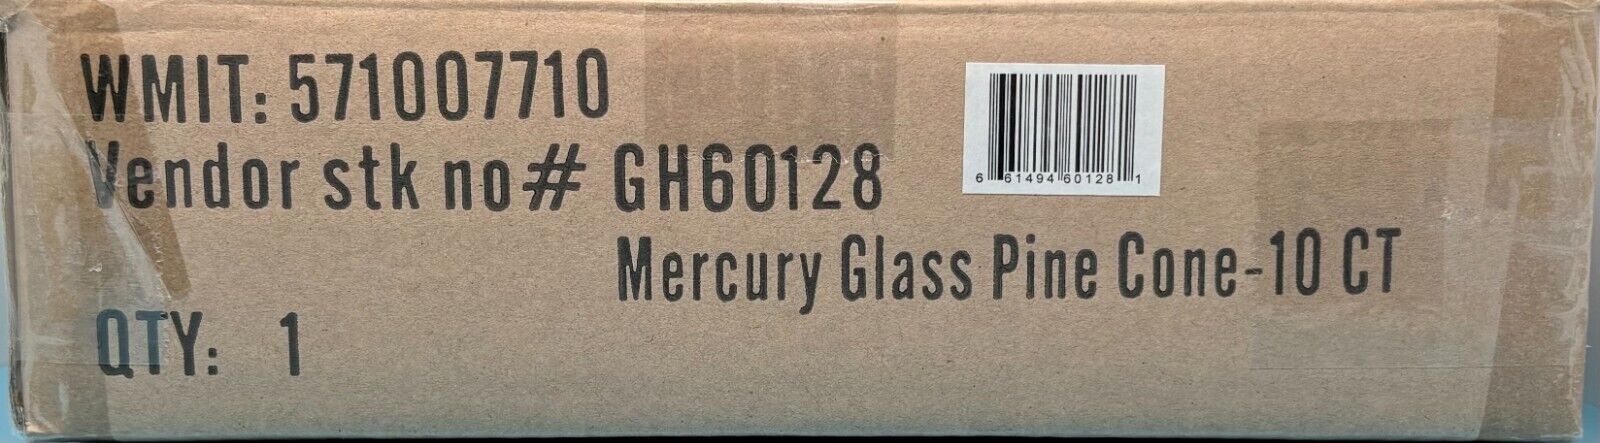 WMIT: 571007710
Vendor stk no# GH60128
6 61494 60128 1
Mercury Glass Pine Cone-10 CT
QTY: 1